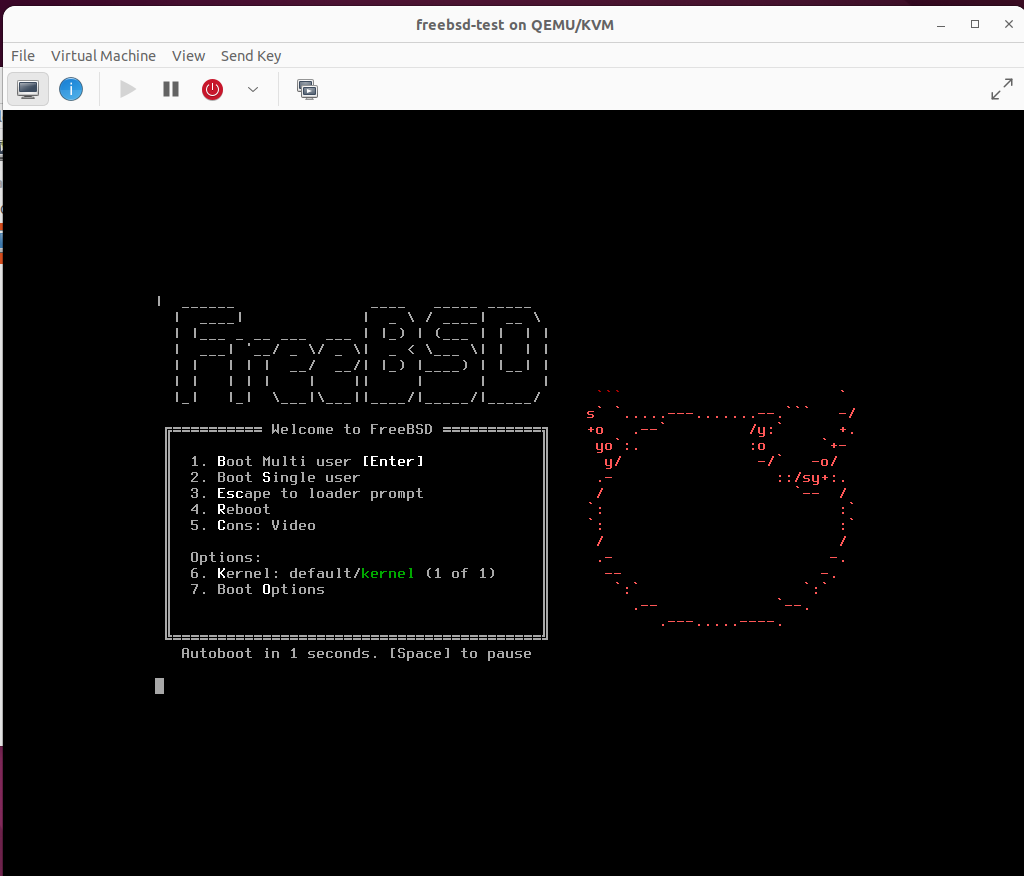 freebsd-test on QEMU/KVM
File Virtual Machine View Send Key
FreeBSD
Welcome to FreeBSD
1. Boot Multi user [Enter]
2. Boot Single user
3. Escape to loader prompt
4. Reboot
5. Cons: Video
Options:
6. Kernel: default/kernel (1 of 1)
7. Boot Options
Autoboot in 1 seconds. [Space] to pause